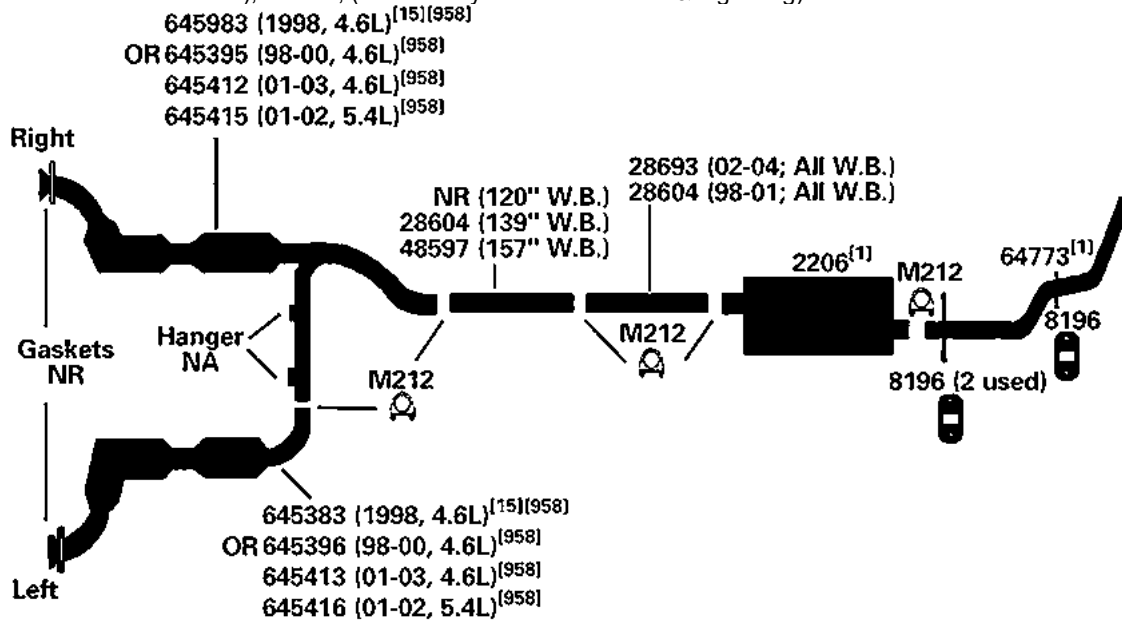 645983 (1998, 4.6L)[15][958]
OR 645395 (98-00, 4.6L)[958]
645412 (01-03, 4.6L)[958]
645415 (01-02, 5.4L)[958]
Right
28693 (02-04; All W.B.)
28604 (98-01; All W.B.)
NR (120" W.B.)
28604 (139" W.B.)
48597 (157" W.B.)
2206[1]
M212
64773[1]
8196
Gaskets
NR
Hanger
NA
M212
M212
8196 (2 used)
645383 (1998, 4.6L)[15][958]
OR 645396 (98-00, 4.6L)[958]
645413 (01-03, 4.6L)[958]
645416 (01-02, 5.4L)[958]
Left